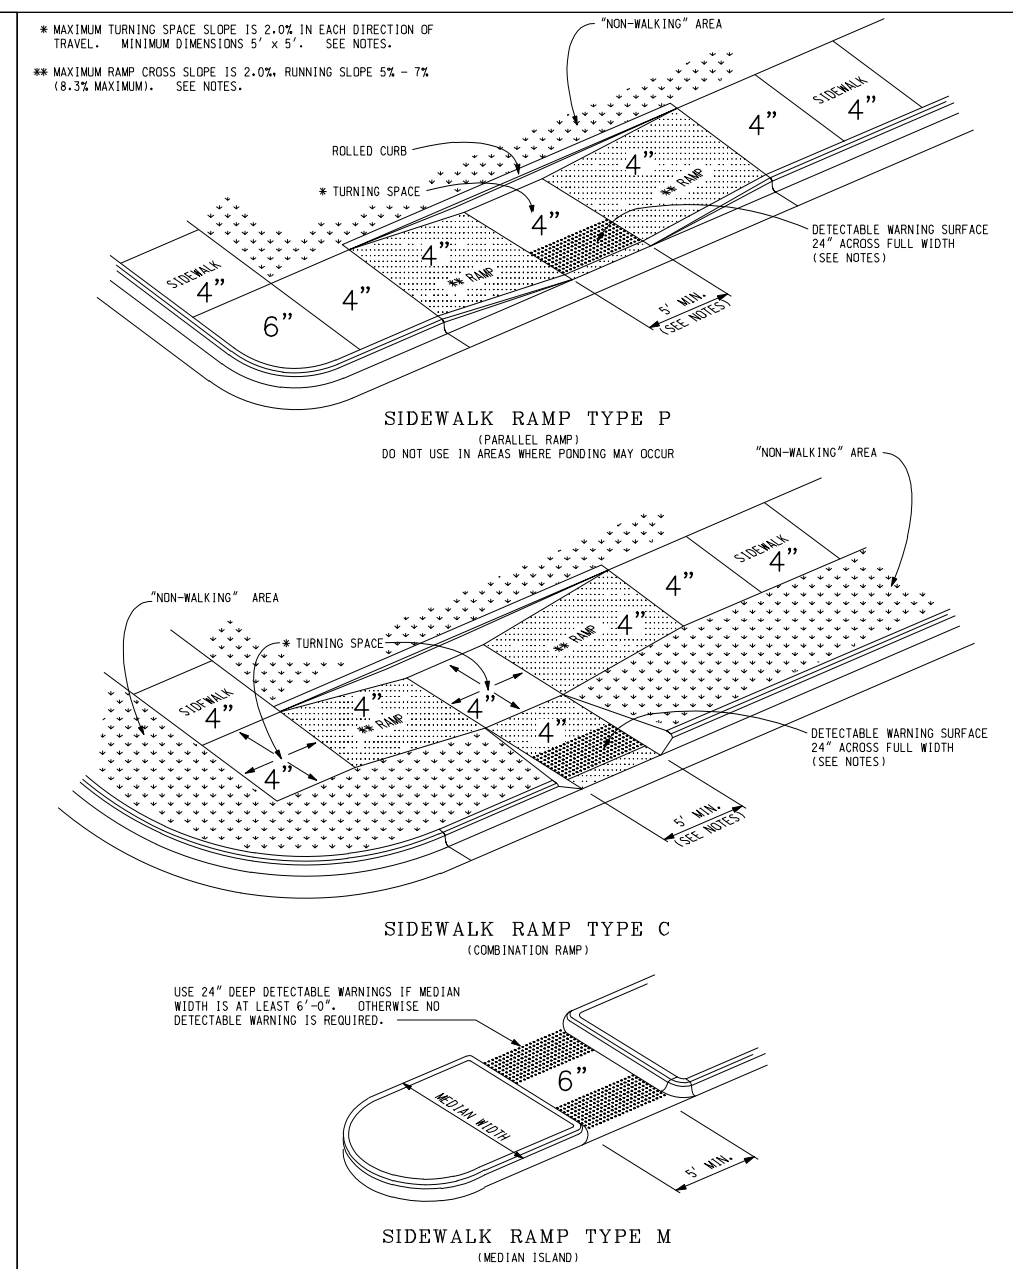 * MAXIMUM TURNING SPACE SLOPE IS 2.0% IN EACH DIRECTION OF
TRAVEL. MINIMUM DIMENSIONS 5' x 5'. SEE NOTES.
** MAXIMUM RAMP CROSS SLOPE IS 2.0%, RUNNING SLOPE 5% - 7%
(8.3% MAXIMUM). SEE NOTES.
"NON-WALKING" AREA
SIDEWALK
4"
4"
ROLLED CURB
4"
** RAMP
* TURNING SPACE
4"
DETECTABLE WARNING SURFACE
24" ACROSS FULL WIDTH
(SEE NOTES)
4"
** RAMP
SIDEWALK
4"
4"
6"
5' MIN.
(SEE NOTES)
SIDEWALK RAMP TYPE P
(PARALLEL RAMP)
DO NOT USE IN AREAS WHERE PONDING MAY OCCUR
"NON-WALKING" AREA
SIDEWALK
4"
4"
"NON-WALKING" AREA
4"
** RAMP
* TURNING SPACE
SIDEWALK
4"
4"
** RAMP
4"
4"
4"
DETECTABLE WARNING SURFACE
24" ACROSS FULL WIDTH
(SEE NOTES)
5' MIN.
(SEE NOTES)
SIDEWALK RAMP TYPE C
(COMBINATION RAMP)
USE 24" DEEP DETECTABLE WARNINGS IF MEDIAN
WIDTH IS AT LEAST 6'-0". OTHERWISE NO
DETECTABLE WARNING IS REQUIRED.
6"
MEDIAN WIDTH
5' MIN.
SIDEWALK RAMP TYPE M
(MEDIAN ISLAND)